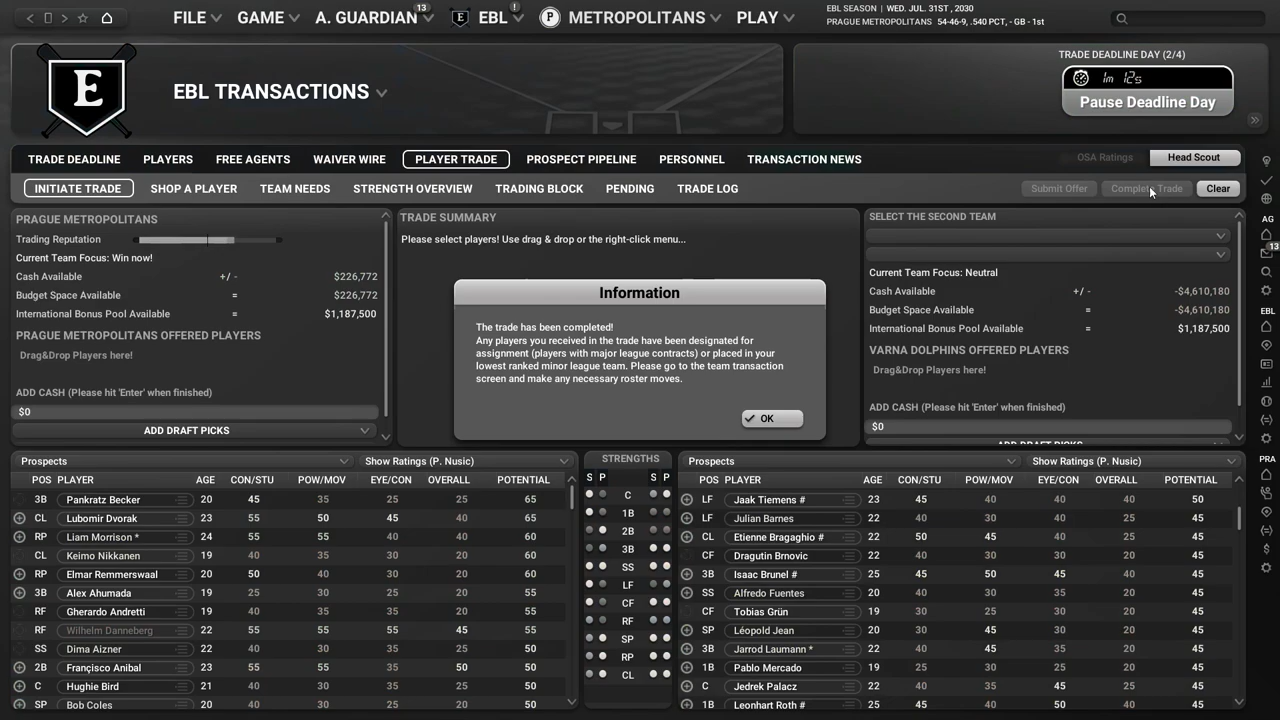 FILE
GAME
A. GUARDIAN
13
EBL
!
METROPOLITANS
PLAY
EBL SEASON | WED. JUL. 31ST , 2030
PRAGUE METROPOLITANS 54-46-9, .540 PCT, - GB - 1st
E
EBL TRANSACTIONS
TRADE DEADLINE DAY (2/4)
1m 12s
Pause Deadline Day
TRADE DEADLINE
PLAYERS
FREE AGENTS
WAIVER WIRE
PLAYER TRADE
PROSPECT PIPELINE
PERSONNEL
TRANSACTION NEWS
OSA Ratings
Head Scout
INITIATE TRADE
SHOP A PLAYER
TEAM NEEDS
STRENGTH OVERVIEW
TRADING BLOCK
PENDING
TRADE LOG
Submit Offer
Complete Trade
Clear
PRAGUE METROPOLITANS
Trading Reputation
Current Team Focus: Win now!
Cash Available +/ - $226,772
Budget Space Available = $226,772
International Bonus Pool Available = $1,187,500
PRAGUE METROPOLITANS OFFERED PLAYERS
Drag&Drop Players here!
ADD CASH (Please hit 'Enter' when finished)
$0
ADD DRAFT PICKS
TRADE SUMMARY
Please select players! Use drag & drop or the right-click menu...
Information
The trade has been completed!
Any players you received in the trade have been designated for
assignment (players with major league contracts) or placed in your
lowest ranked minor league team. Please go to the team transaction
screen and make any necessary roster moves.
OK
SELECT THE SECOND TEAM
Current Team Focus: Neutral
Cash Available +/ - -$4,610,180
Budget Space Available = -$4,610,180
International Bonus Pool Available = $1,187,500
VARNA DOLPHINS OFFERED PLAYERS
Drag&Drop Players here!
ADD CASH (Please hit 'Enter' when finished)
$0
ADD DRAFT PICKS
Prospects
Show Ratings (P. Nusic)
POS PLAYER AGE CON/STU POW/MOV EYE/CON OVERALL POTENTIAL
3B Pankratz Becker 20 45 35 25 25 65
CL Lubomir Dvorak 23 55 50 45 40 65
RP Liam Morrison * 24 55 55 40 40 60
CL Keimo Nikkanen 19 40 35 25 20 60
RP Elmar Remmerswaal 20 50 40 30 20 60
3B Alex Ahumada 19 25 40 35 20 55
RF Gherardo Andretti 19 40 35 35 20 55
RF Wilhelm Danneberg 22 55 55 55 45 55
SS Dima Aizner 22 40 40 40 35 50
2B Françisco Anibal 23 55 55 35 50 50
C Hughie Bird 21 40 30 35 25 50
SP Bob Coles 20 40 40 25 20 50
STRENGTHS
S P S P
C
1B
2B
3B
SS
LF
CF
RF
SP
RP
CL
Prospects
Show Ratings (P. Nusic)
POS PLAYER AGE CON/STU POW/MOV EYE/CON OVERALL POTENTIAL
LF Jaak Tiemens # 23 45 40 40 40 50
LF Julian Barnes 22 40 30 40 25 45
CL Etienne Bragaghio # 22 50 45 40 30 45
CF Dragutin Brnovic 22 40 30 30 20 45
3B Isaac Brunel # 25 45 50 45 40 45
SS Alfredo Fuentes 22 40 40 40 25 45
CF Tobias Grün 19 30 25 40 20 45
SP Léopold Jean 20 30 45 30 20 45
3B Jarrod Laumann * 22 40 45 35 30 45
1B Pablo Mercado 19 25 30 25 20 45
C Jedrek Palacz 22 40 35 45 25 45
1B Leonhart Roth # 25 40 40 50 40 45
AG
13
EBL
PRA